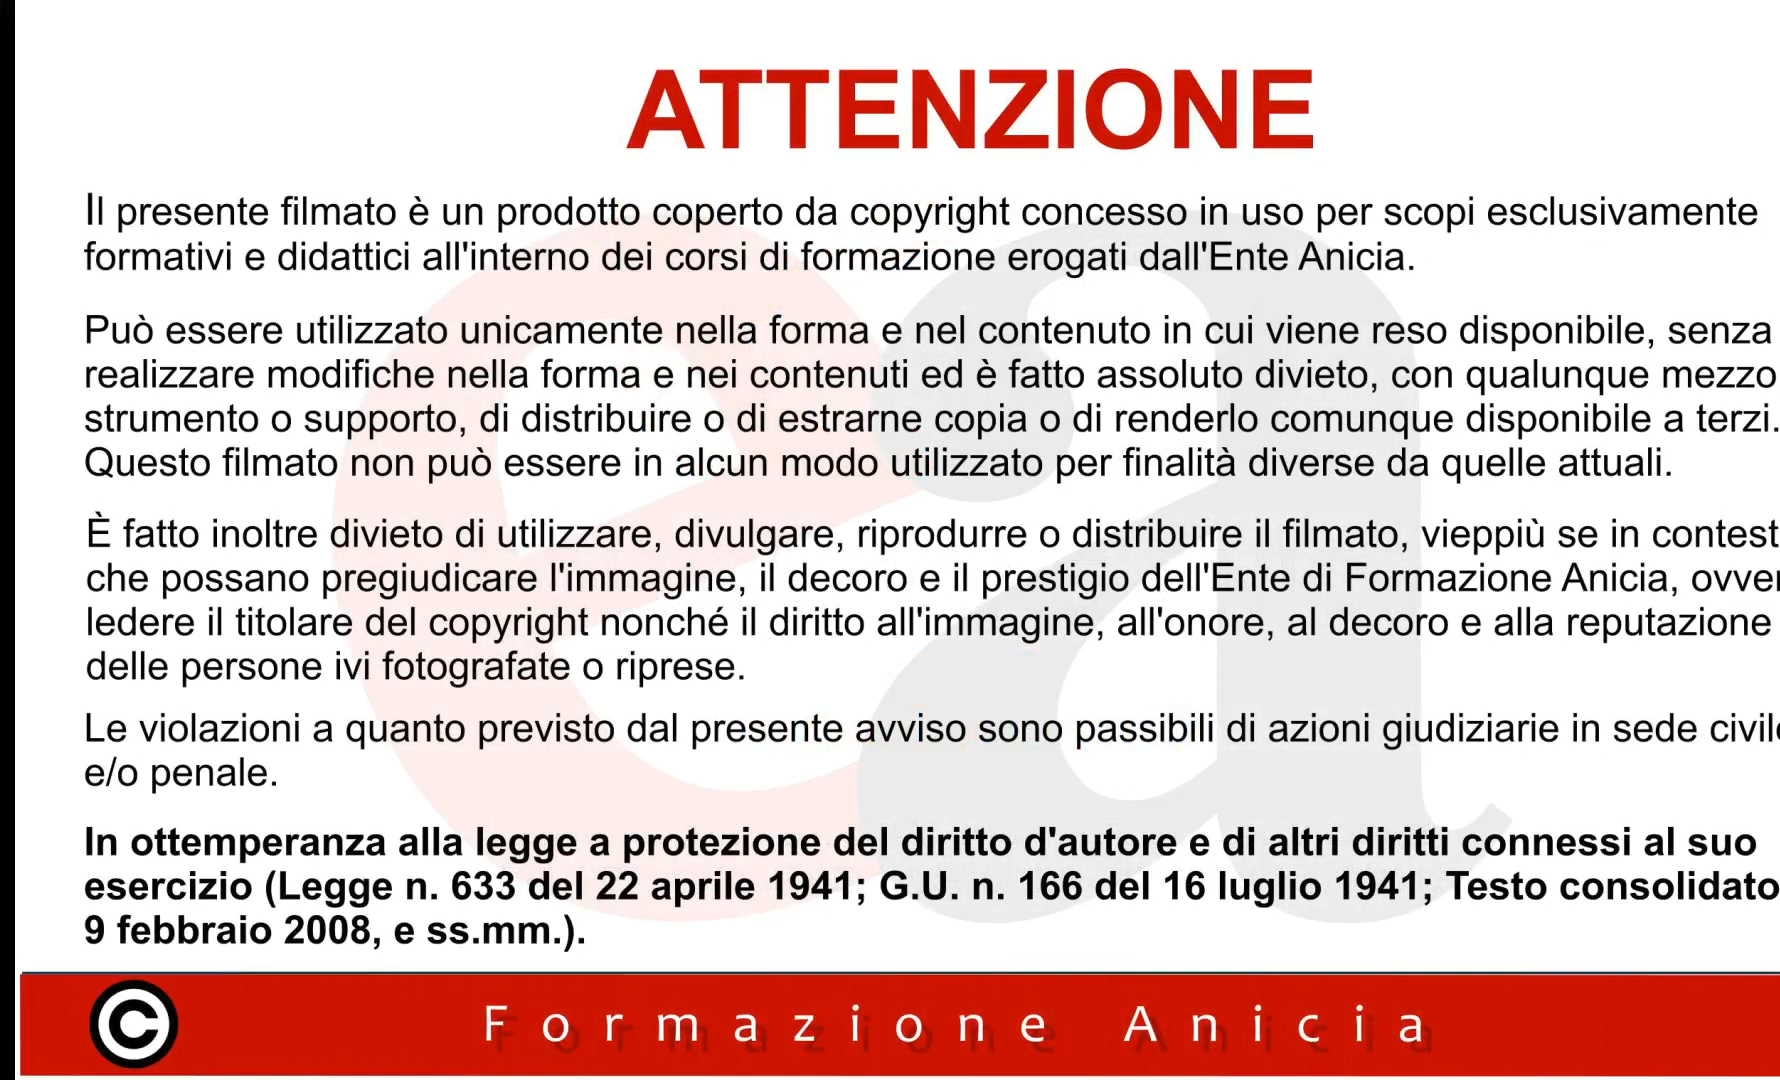 ATTENZIONE
Il presente filmato è un prodotto coperto da copyright concesso in uso per scopi esclusivamente
formativi e didattici all'interno dei corsi di formazione erogati dall'Ente Anicia.
Può essere utilizzato unicamente nella forma e nel contenuto in cui viene reso disponibile, senza
realizzare modifiche nella forma e nei contenuti ed è fatto assoluto divieto, con qualunque mezzo
strumento o supporto, di distribuire o di estrarne copia o di renderlo comunque disponibile a terzi.
Questo filmato non può essere in alcun modo utilizzato per finalità diverse da quelle attuali.
È fatto inoltre divieto di utilizzare, divulgare, riprodurre o distribuire il filmato, vieppiù se in contest
che possano pregiudicare l'immagine, il decoro e il prestigio dell'Ente di Formazione Anicia, ovver
ledere il titolare del copyright nonché il diritto all'immagine, all'onore, al decoro e alla reputazione
delle persone ivi fotografate o riprese.
Le violazioni a quanto previsto dal presente avviso sono passibili di azioni giudiziarie in sede civile
e/o penale.
In ottemperanza alla legge a protezione del diritto d'autore e di altri diritti connessi al suo
esercizio (Legge n. 633 del 22 aprile 1941; G.U. n. 166 del 16 luglio 1941; Testo consolidato
9 febbraio 2008, e ss.mm.).
© Formazione Anicia